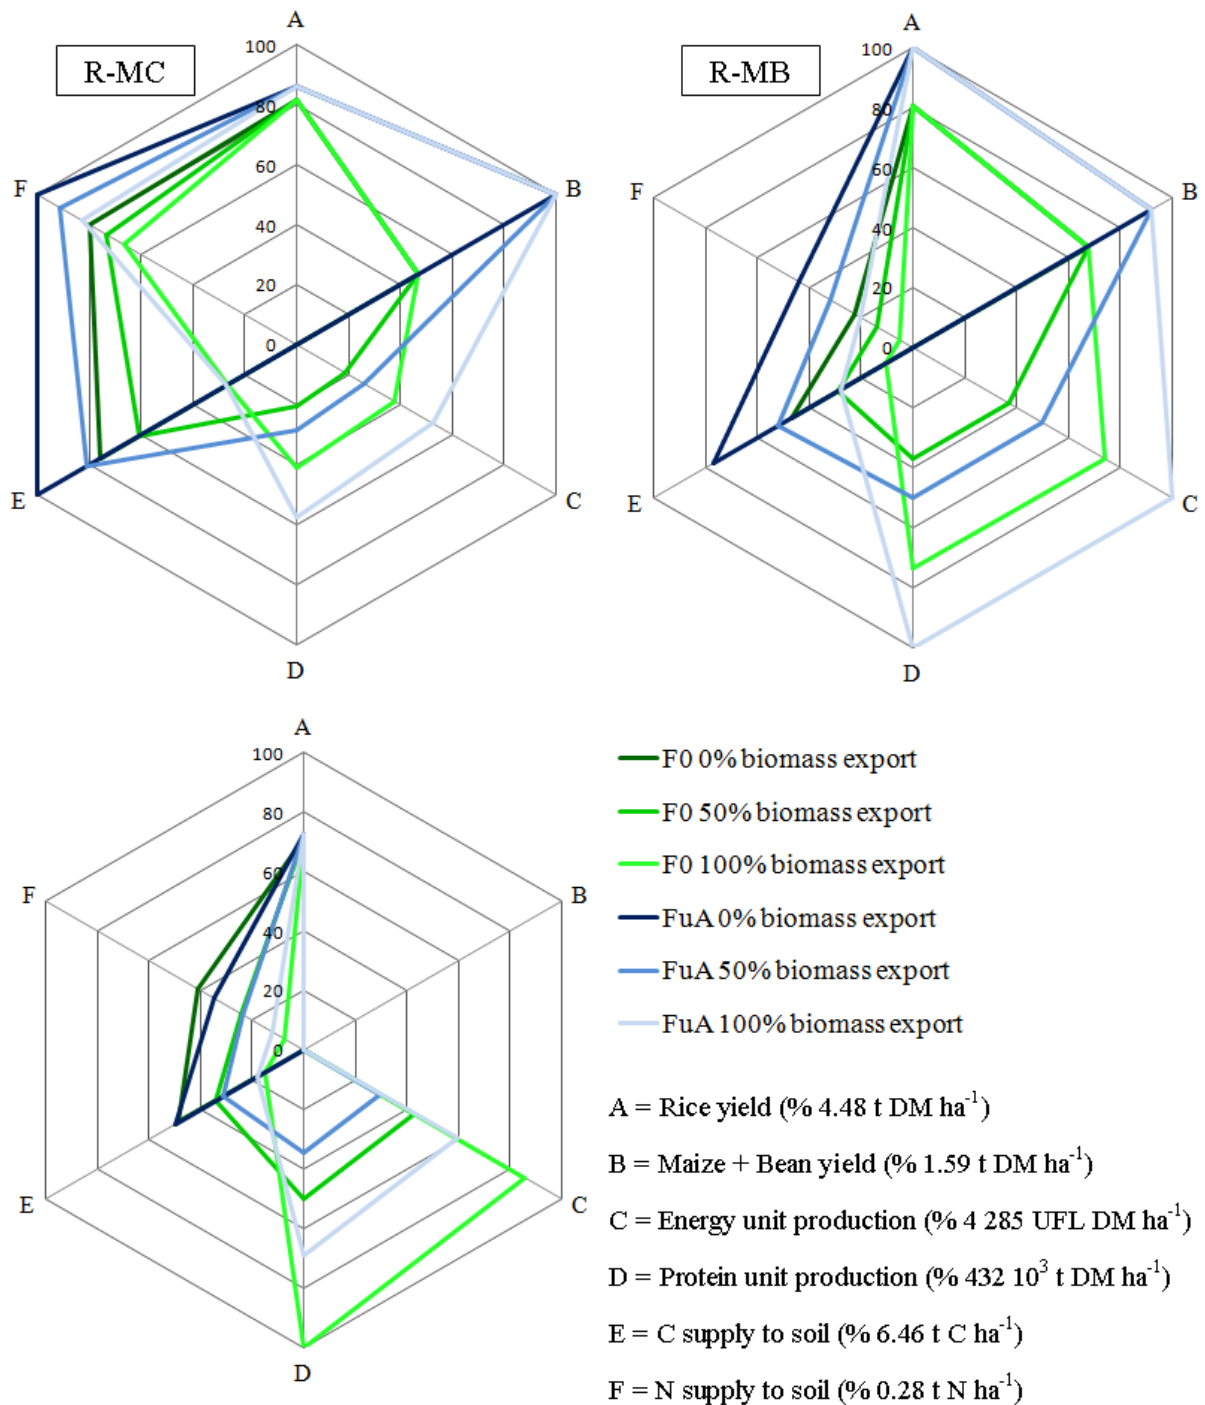 R-MC
A
100
80
60
40
20
0
F
B
E
C
D
R-MB
A
100
80
60
40
20
0
F
B
E
C
D
A
100
80
60
40
20
0
F
B
E
C
D
F0 0% biomass export
F0 50% biomass export
F0 100% biomass export
FuA 0% biomass export
FuA 50% biomass export
FuA 100% biomass export
A = Rice yield (% 4.48 t DM ha⁻¹)
B = Maize + Bean yield (% 1.59 t DM ha⁻¹)
C = Energy unit production (% 4 285 UFL DM ha⁻¹)
D = Protein unit production (% 432 10³ t DM ha⁻¹)
E = C supply to soil (% 6.46 t C ha⁻¹)
F = N supply to soil (% 0.28 t N ha⁻¹)